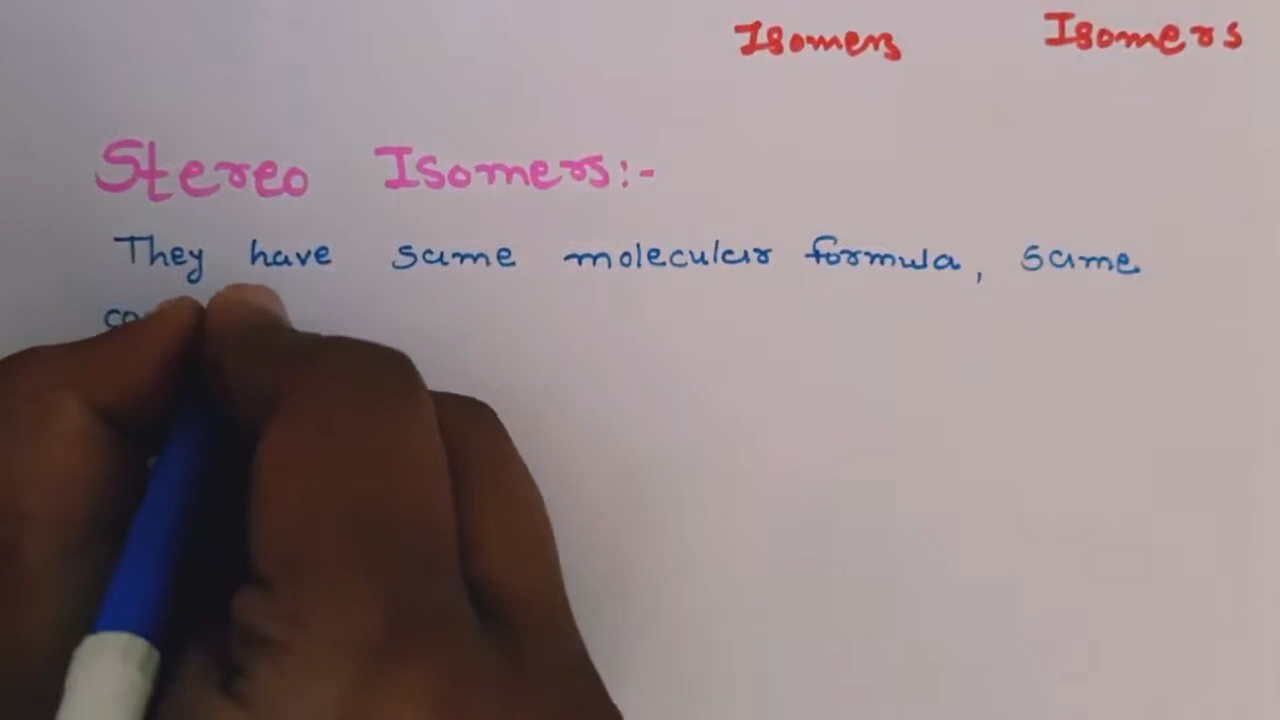 Isomers Isomers
Stereo Isomers:-
They have same molecular formula, same